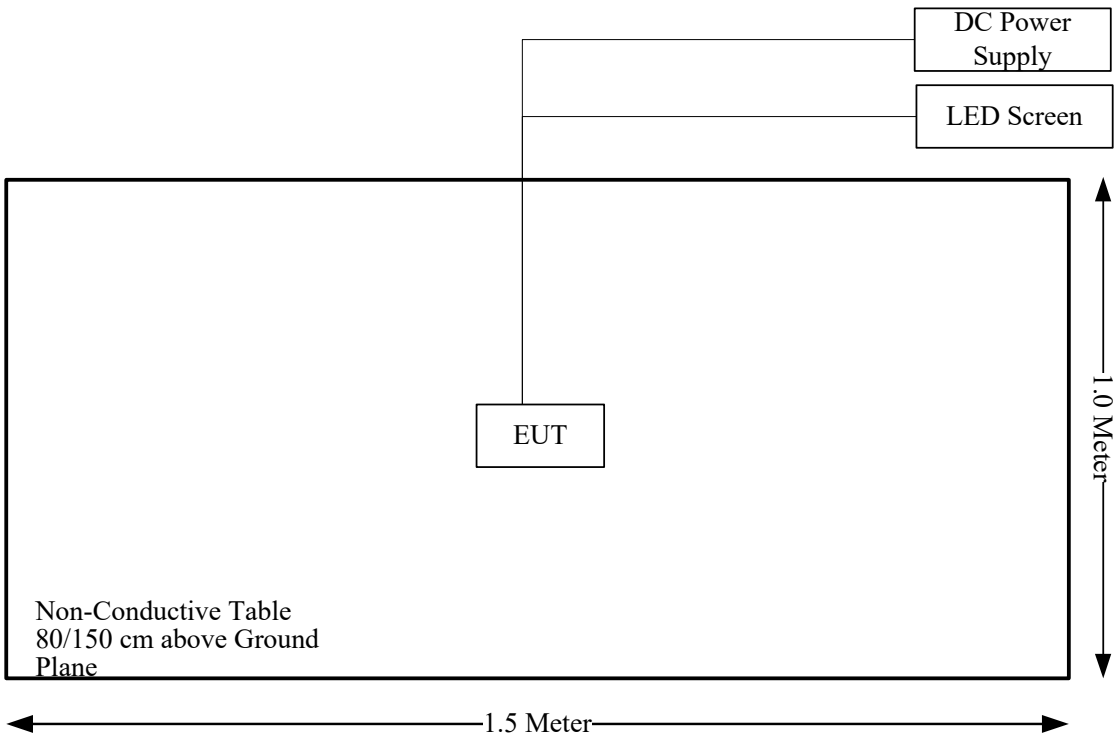 DC Power
Supply
LED Screen
EUT
1.0 Meter
Non-Conductive Table
80/150 cm above Ground
Plane
1.5 Meter